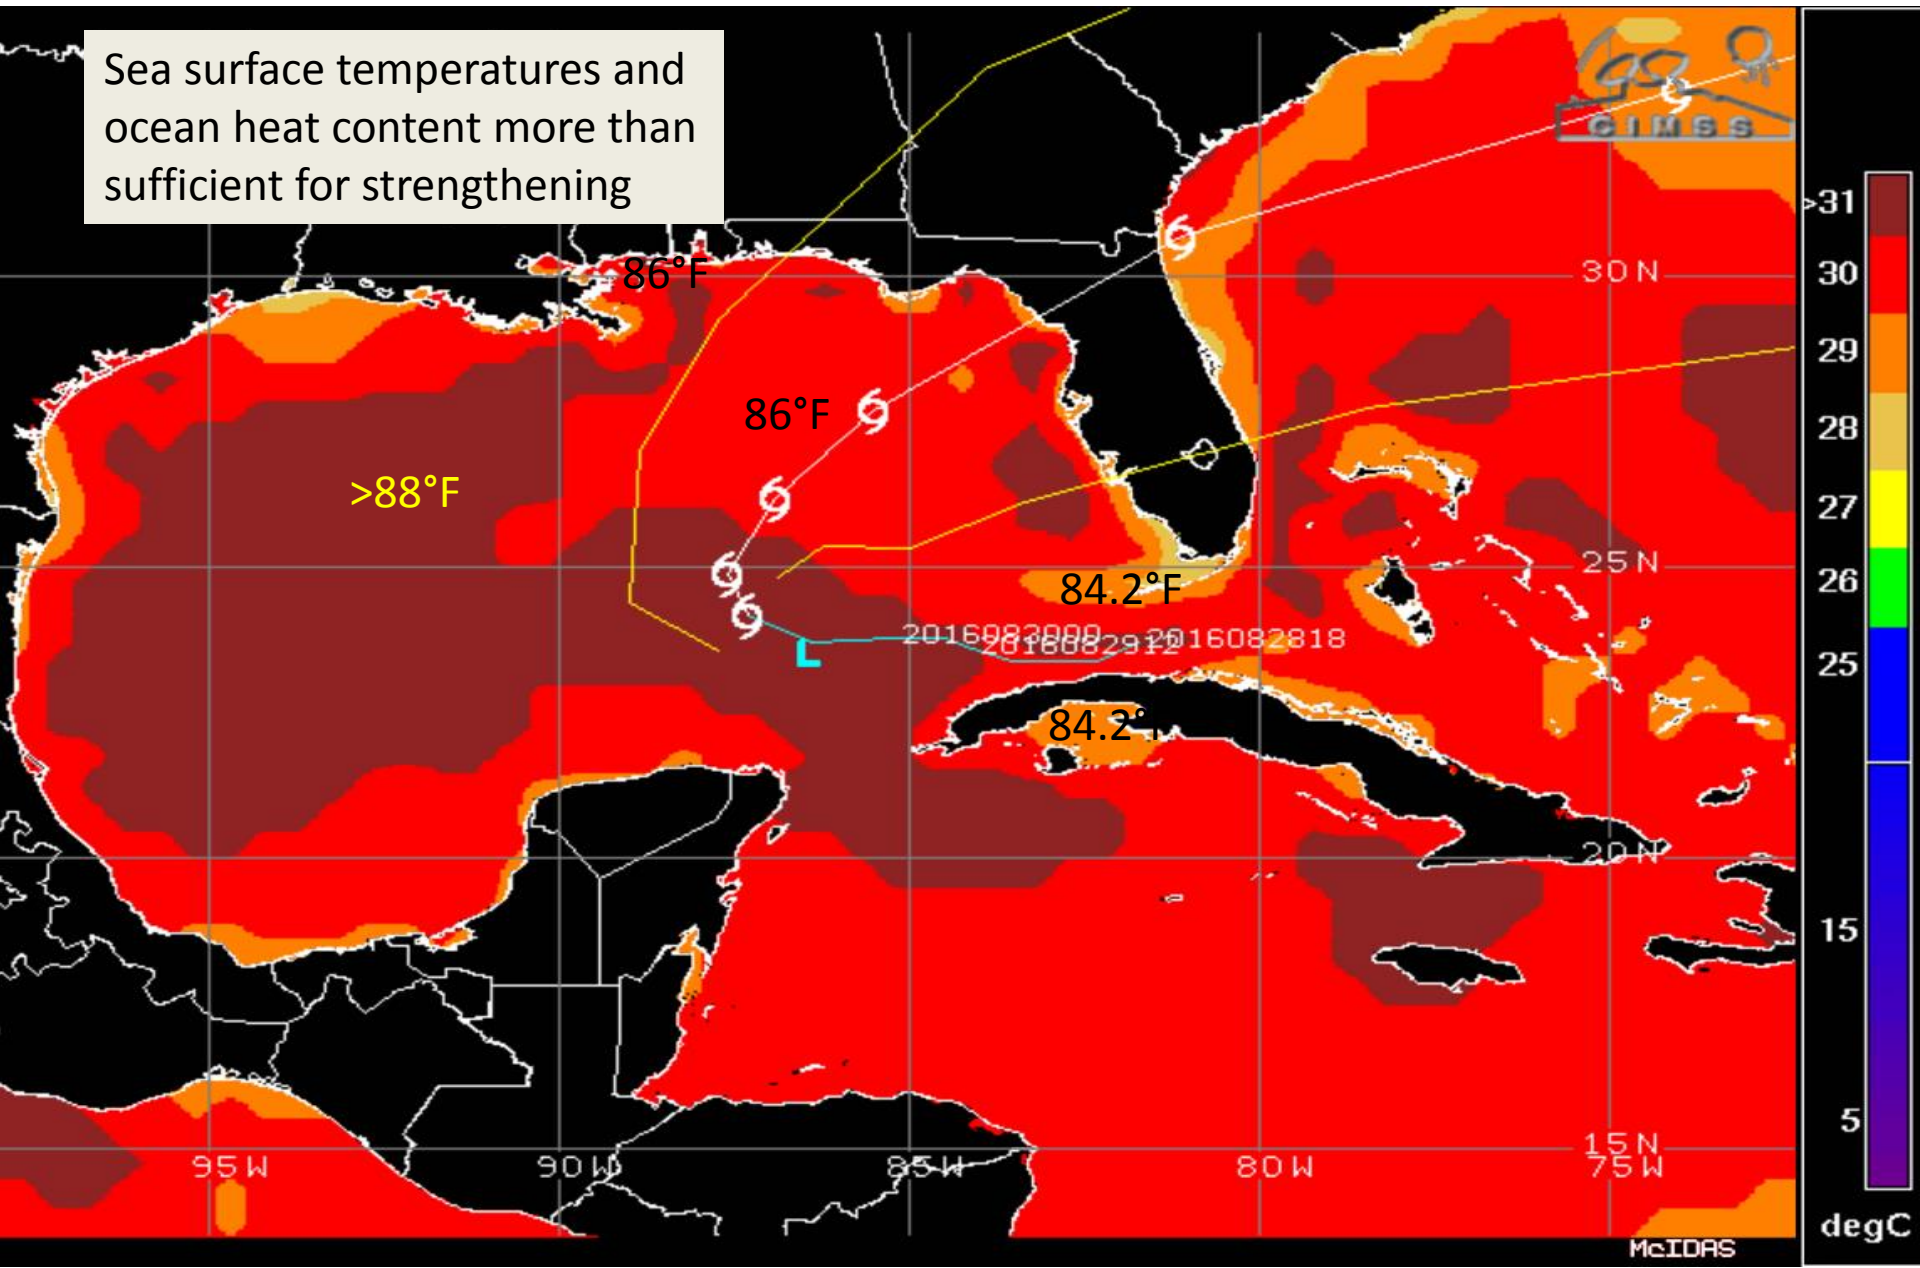 Sea surface temperatures and
ocean heat content more than
sufficient for strengthening
CIMSS
>31
86°F
30N
30
29
86°F
28
>88°F
27
25N
84.2°F
26
2016083000
2016082912
2016082818
25
84.2°F
20N
15
5
15N
95W
90W
85W
80W
75W
degC
McIDAS
L